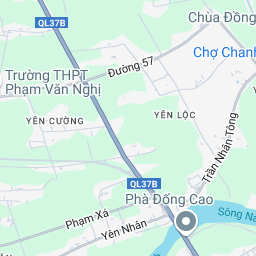 Chùa Đồng
QL37B
Chợ Chanh
Đường 57
Trường THPT
Phạm Văn Nghị
YÊN CƯỜNG
YÊN LỘC
Trần Nhân Tông
QL37B
Phà Đống Cao
Sông N
Phạm Xá
Yên Nhân